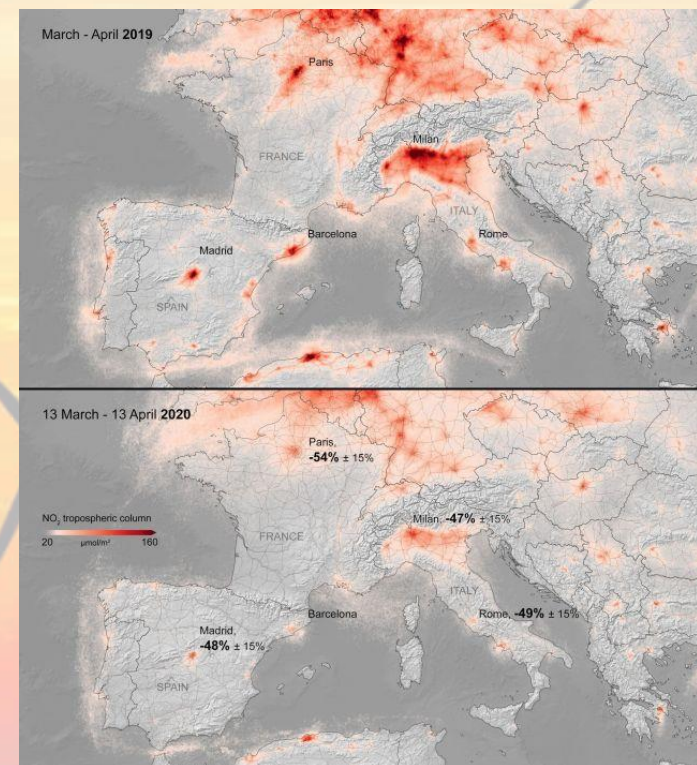 March - April 2019
Paris
Milan
FRANCE
ITALY
Barcelona
Rome
Madrid
SPAIN
13 March - 13 April 2020
Paris,
-54% ± 15%
NO₂ tropospheric column
20 µmol/m² 160
Milan, -47% ± 15%
FRANCE
ITALY
Barcelona
Rome, -49% ± 15%
Madrid,
-48% ± 15%
SPAIN